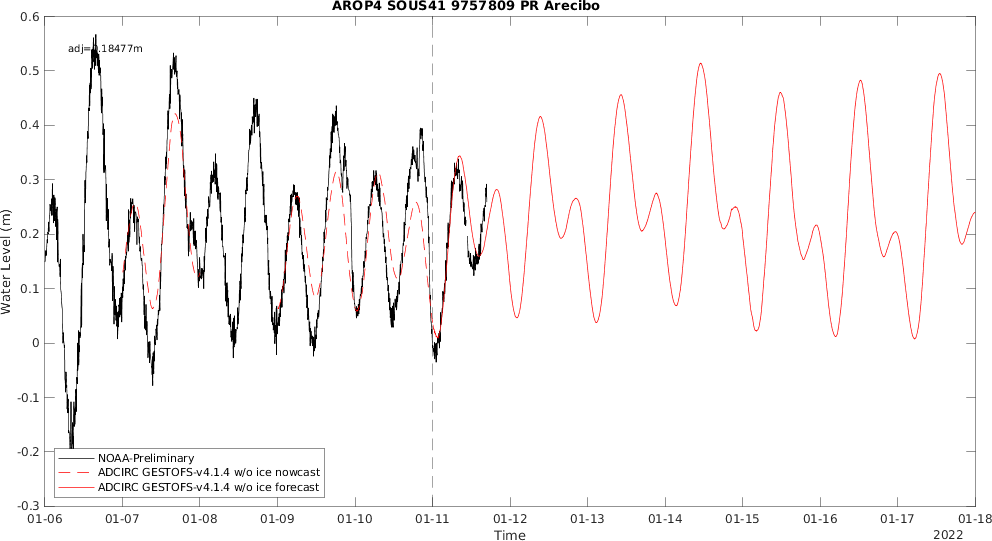 AROP4 SOUS41 9757809 PR Arecibo
adj=0.18477m
0.6
0.5
0.4
0.3
0.2
0.1
0
-0.1
-0.2
-0.3
Water Level (m)
NOAA-Preliminary
ADCIRC GESTOFS-v4.1.4 w/o ice nowcast
ADCIRC GESTOFS-v4.1.4 w/o ice forecast
01-06 01-07 01-08 01-09 01-10 01-11 01-12 01-13 01-14 01-15 01-16 01-17 01-18
Time
2022